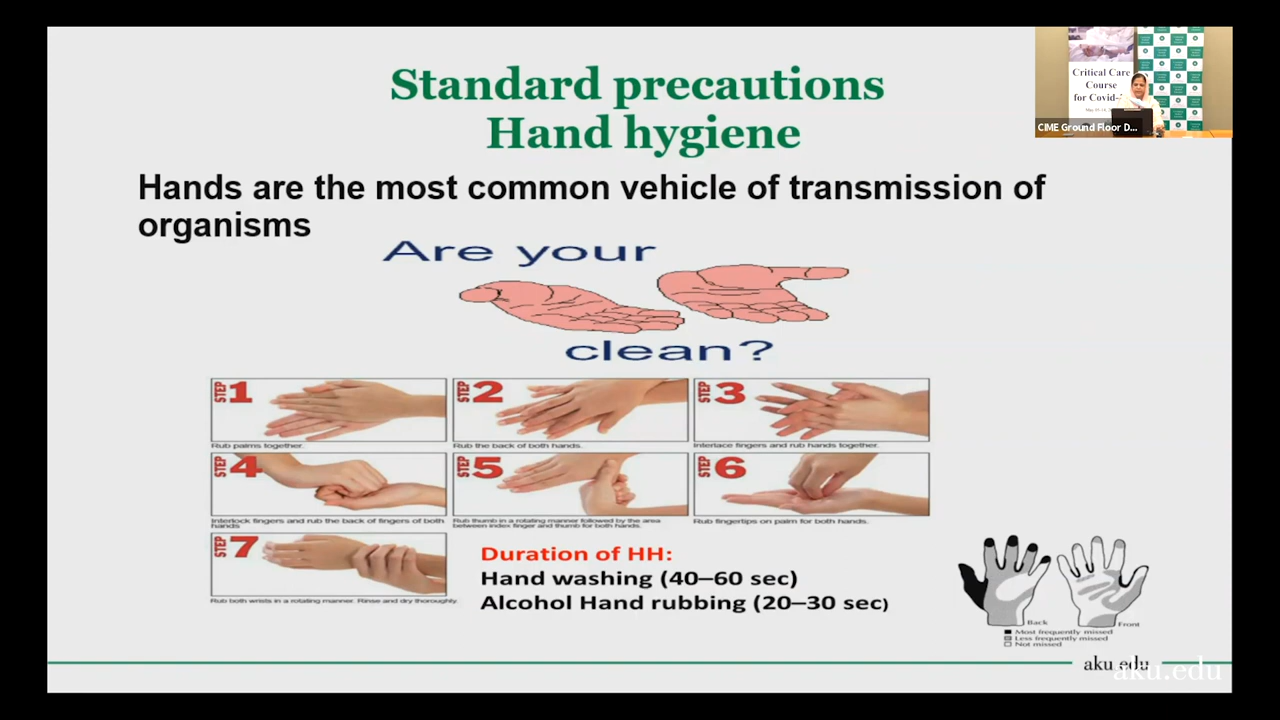 Standard precautions
Hand hygiene
Hands are the most common vehicle of transmission of
organisms
Are your
clean?
STEP 1
Rub palms together.
STEP 2
Rub the back of both hands.
STEP 3
Interlace fingers and rub hands together.
STEP 4
Interlock fingers and rub the back of fingers of both
hands
STEP 5
Rub thumb in a rotating manner followed by the area
between index finger and thumb for both hands.
STEP 6
Rub fingertips on palm for both hands.
STEP 7
Rub both wrists in a rotating manner. Rinse and dry thoroughly.
Duration of HH:
Hand washing (40–60 sec)
Alcohol Hand rubbing (20–30 sec)
Back
Front
Most frequently missed
Less frequently missed
Not missed
aku.edu
aku.edu
Critical Care
Course
for Covid-
CIME Ground Floor D...